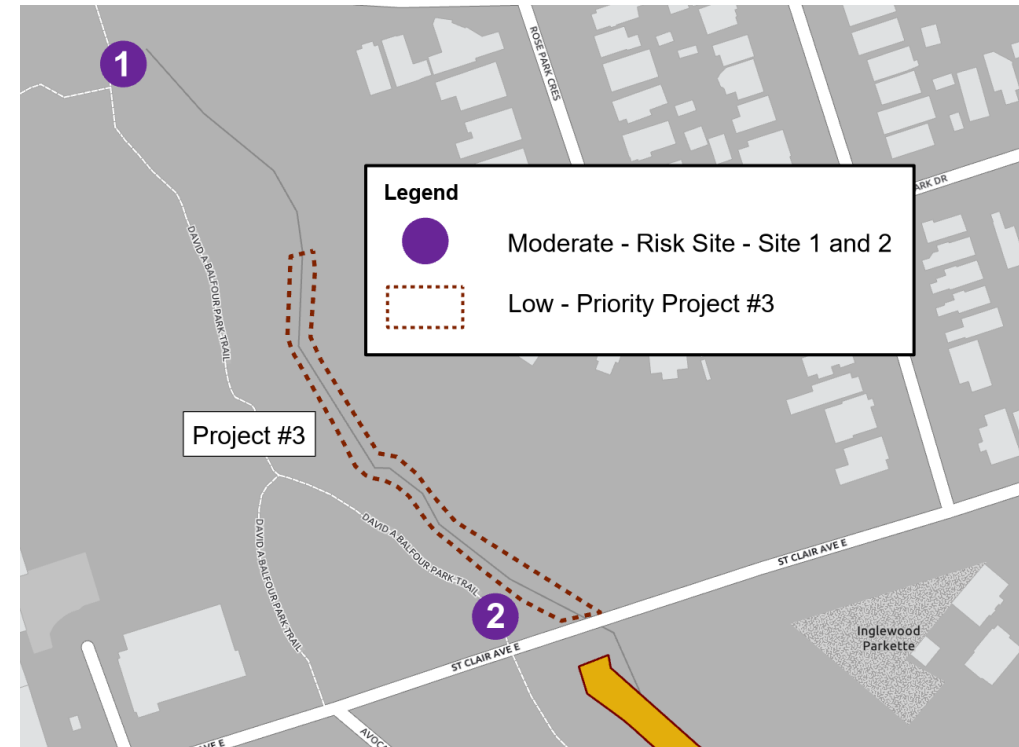 1
ROSE PARK CRES
Legend
Moderate - Risk Site - Site 1 and 2
Low - Priority Project #3
ARK DR
DAVID A BALFOUR PARK TRAIL
Project #3
DAVID A BALFOUR PARK TRAIL
DAVID A BALFOUR PARK TRAIL
ST CLAIR AVE E
2
Inglewood
Parkette
ST CLAIR AVE E
AVOC
VE E